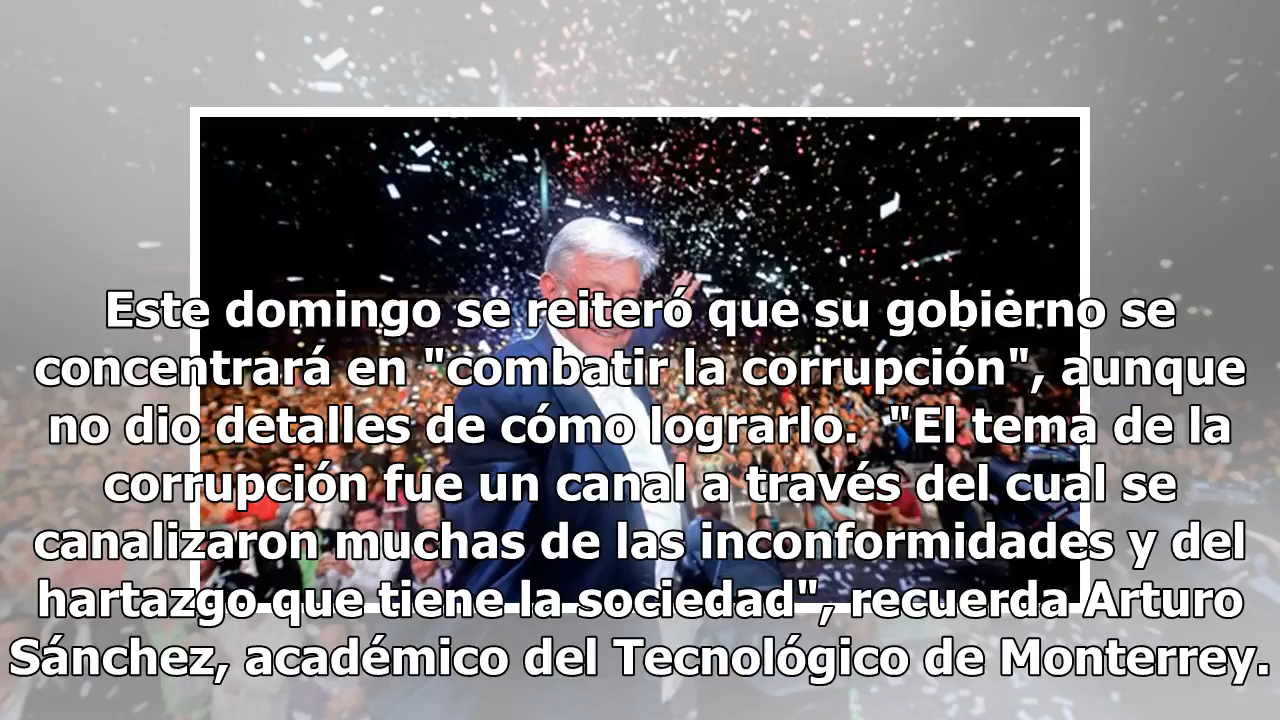 Este domingo se reiteró que su gobierno se
concentrará en "combatir la corrupción", aunque
no dio detalles de cómo lograrlo. "El tema de la
corrupción fue un canal a través del cual se
canalizaron muchas de las inconformidades y del
hartazgo que tiene la sociedad", recuerda Arturo
Sánchez, académico del Tecnológico de Monterrey.